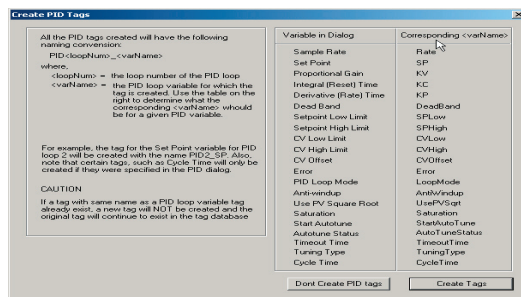 Create PID Tags
All the PID tags created will have the following
naming convention:
PID<loopNum>_<varName>
where,
<loopNum> = the loop number of the PID loop
<varName> = the PID loop variable for which the
tag is created. Use the table on the
right to determine what the
corresponding <varName> whould
be for a given PID variable.
For example, the tag for the Set Point variable for PID
loop 2 will be created with the name PID2_SP. Also,
note that certain tags, such as Cycle Time will only be
created if they were specified in the PID dialog.
CAUTION
If a tag with same name as a PID loop variable tag
already exist, a new tag will NOT be created and the
original tag will continue to exist in the tag database
Variable in Dialog Corresponding <varName>
Sample Rate Rate
Set Point SP
Proportional Gain KV
Integral (Reset) Time KC
Derivative (Rate) Time KP
Dead Band DeadBand
Setpoint Low Limit SPLow
Setpoint High Limit SPHigh
CV Low Limit CVLow
CV High Limit CVHigh
CV Offset CVOffset
Error Error
PID Loop Mode LoopMode
Anti-windup AntiWindup
Use PV Square Root UsePVSqrt
Saturation Saturation
Start Autotune StartAutoTune
Autotune Status AutoTuneStatus
Timeout Time TimeoutTime
Tuning Type TuningType
Cycle Time CycleTime
Dont Create PID tags Create Tags